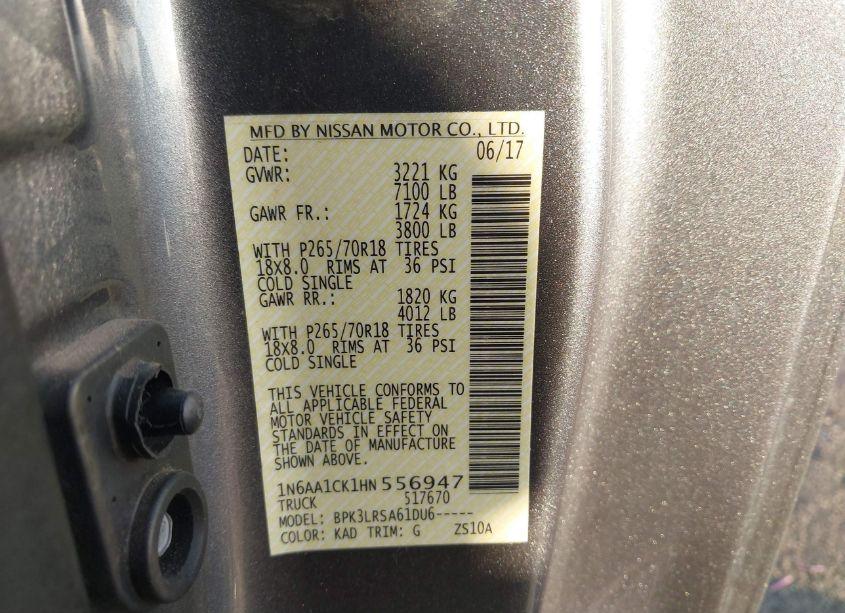 MFD BY NISSAN MOTOR CO., LTD.
DATE: 06/17
GVWR: 3221 KG
7100 LB
GAWR FR.: 1724 KG
3800 LB
WITH P265/70R18 TIRES
18X8.0 RIMS AT 36 PSI
COLD SINGLE
GAWR RR.: 1820 KG
4012 LB
WITH P265/70R18 TIRES
18X8.0 RIMS AT 36 PSI
COLD SINGLE
THIS VEHICLE CONFORMS TO
ALL APPLICABLE FEDERAL
MOTOR VEHICLE SAFETY
STANDARDS IN EFFECT ON
THE DATE OF MANUFACTURE
SHOWN ABOVE.
1N6AA1CK1HN 556947
TRUCK 517670
MODEL: BPK3LRSA61DU6-----
COLOR: KAD TRIM: G ZS10A